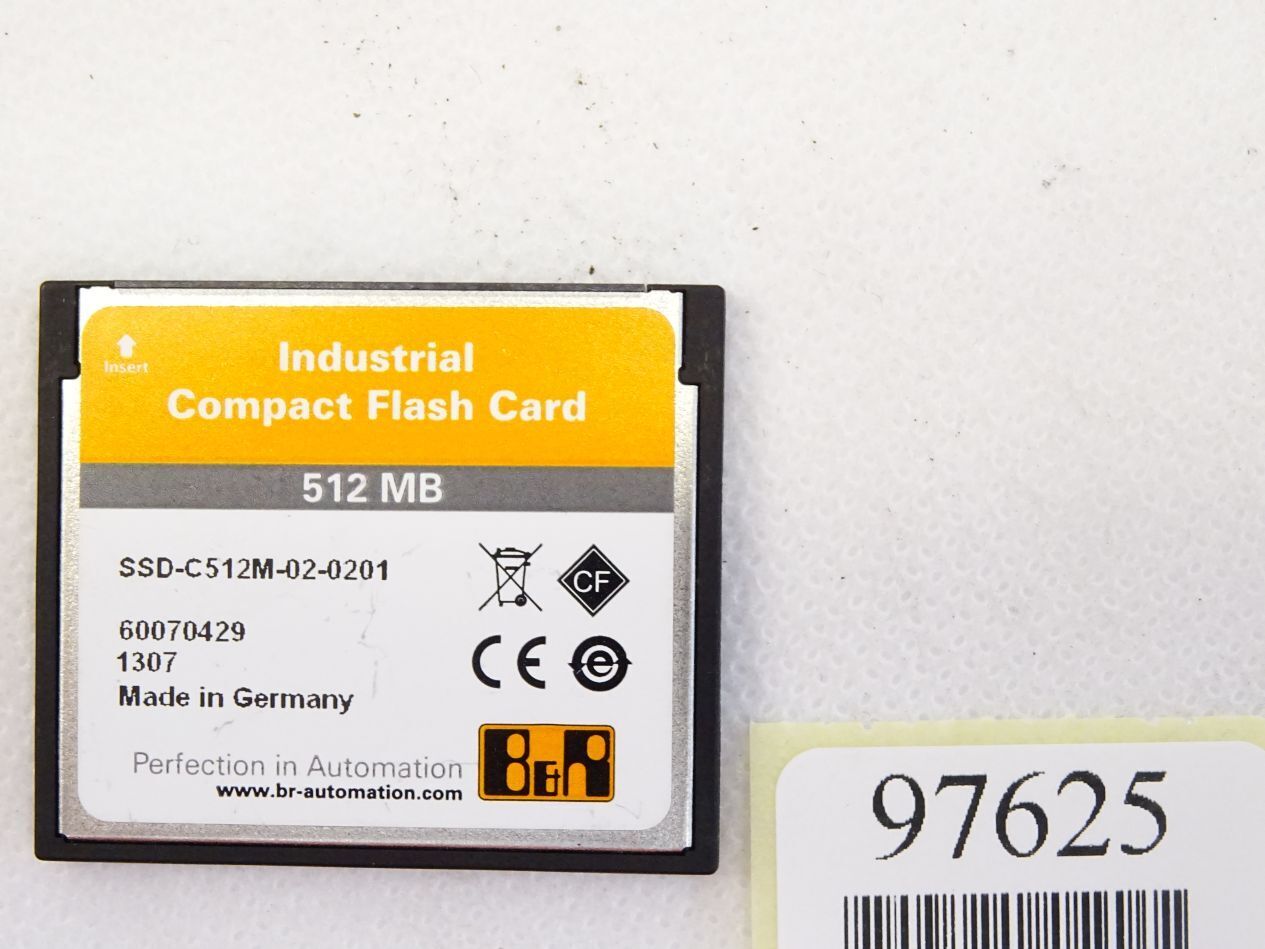 Insert
Industrial
Compact Flash Card
512 MB
SSD-C512M-02-0201
CF
60070429
1307
CE
e
Made in Germany
Perfection in Automation
www.br-automation.com
B&R
97625